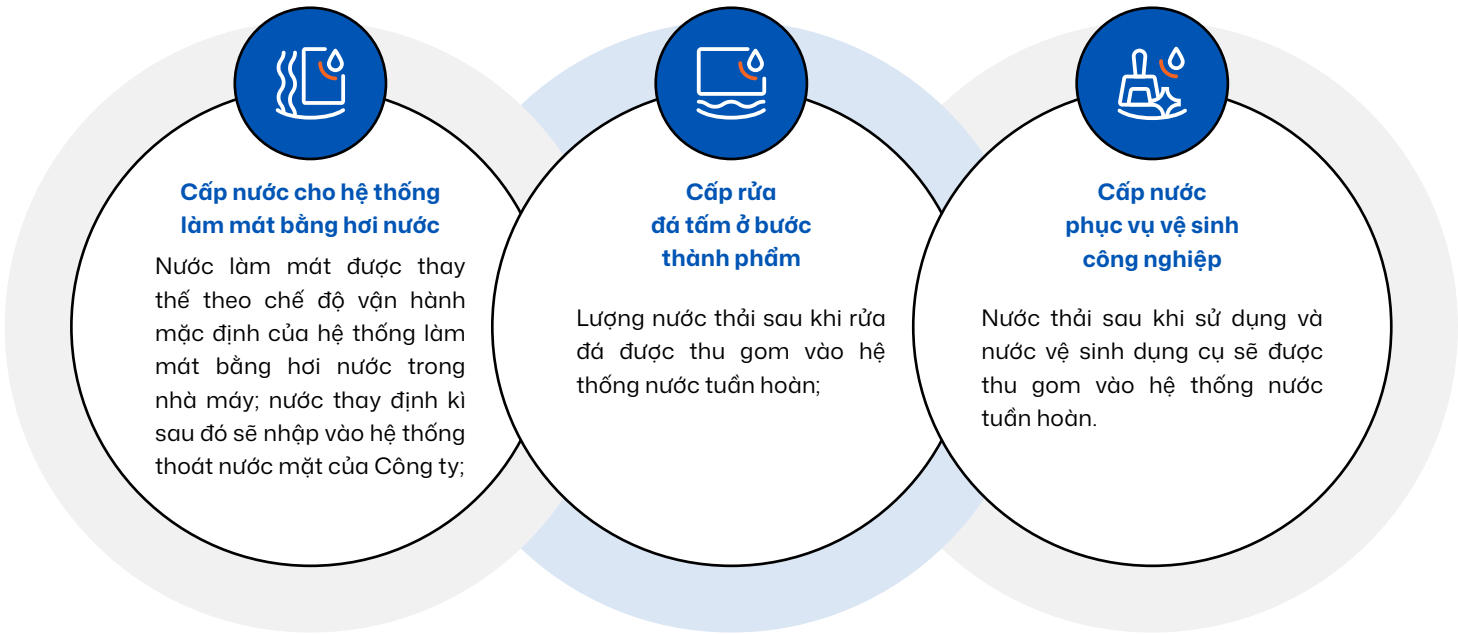 Cấp nước cho hệ thống
làm mát bằng hơi nước
Nước làm mát được thay
thế theo chế độ vận hành
mặc định của hệ thống làm
mát bằng hơi nước trong
nhà máy; nước thay định kì
sau đó sẽ nhập vào hệ thống
thoát nước mặt của Công ty;
Cấp rửa
đá tấm ở bước
thành phẩm
Lượng nước thải sau khi rửa
đá được thu gom vào hệ
thống nước tuần hoàn;
Cấp nước
phục vụ vệ sinh
công nghiệp
Nước thải sau khi sử dụng và
nước vệ sinh dụng cụ sẽ được
thu gom vào hệ thống nước
tuần hoàn.